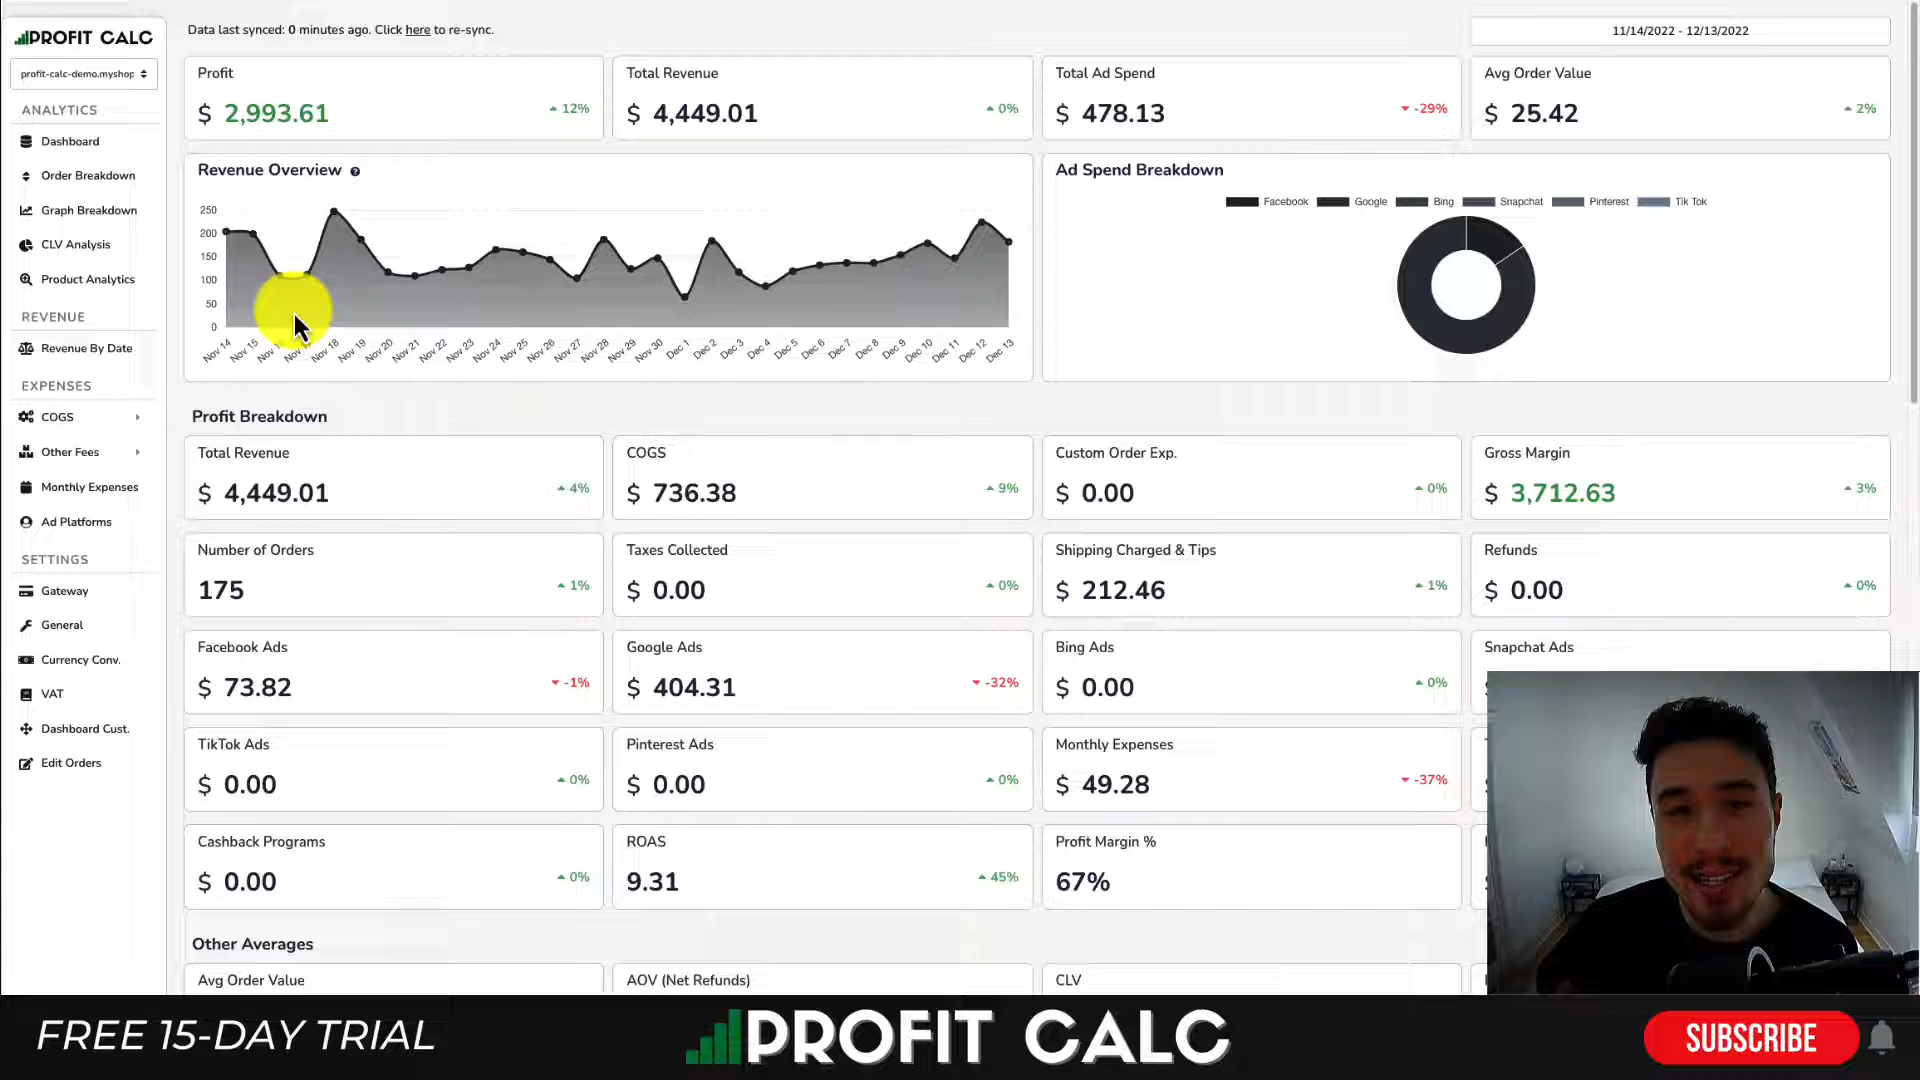 PROFIT CALC
profit-calc-demo.myshop
ANALYTICS
Dashboard
Order Breakdown
Graph Breakdown
CLV Analysis
Product Analytics
REVENUE
Revenue By Date
EXPENSES
COGS
Other Fees
Monthly Expenses
Ad Platforms
SETTINGS
Gateway
General
Currency Conv.
VAT
Dashboard Cust.
Edit Orders
Data last synced: 0 minutes ago. Click here to re-sync.
11/14/2022 - 12/13/2022
Profit
$ 2,993.61 12%
Total Revenue
$ 4,449.01 0%
Total Ad Spend
$ 478.13 -29%
Avg Order Value
$ 25.42 2%
Revenue Overview
250
200
150
100
50
0
Nov 14 Nov 15 Nov Nov 18 Nov 19 Nov 20 Nov 21 Nov 22 Nov 23 Nov 24 Nov 25 Nov 26 Nov 27 Nov 28 Nov 29 Nov 30 Dec 1 Dec 2 Dec 3 Dec 4 Dec 5 Dec 6 Dec 7 Dec 8 Dec 9 Dec 10 Dec 11 Dec 12 Dec 13
Ad Spend Breakdown
Facebook Google Bing Snapchat Pinterest Tik Tok
Profit Breakdown
Total Revenue
$ 4,449.01 4%
COGS
$ 736.38 9%
Custom Order Exp.
$ 0.00 0%
Gross Margin
$ 3,712.63 3%
Number of Orders
175 1%
Taxes Collected
$ 0.00 0%
Shipping Charged & Tips
$ 212.46 1%
Refunds
$ 0.00 0%
Facebook Ads
$ 73.82 -1%
Google Ads
$ 404.31 -32%
Bing Ads
$ 0.00 0%
Snapchat Ads
TikTok Ads
$ 0.00 0%
Pinterest Ads
$ 0.00 0%
Monthly Expenses
$ 49.28 -37%
Cashback Programs
$ 0.00 0%
ROAS
9.31 45%
Profit Margin %
67%
Other Averages
Avg Order Value
AOV (Net Refunds)
CLV
FREE 15-DAY TRIAL
PROFIT CALC
SUBSCRIBE